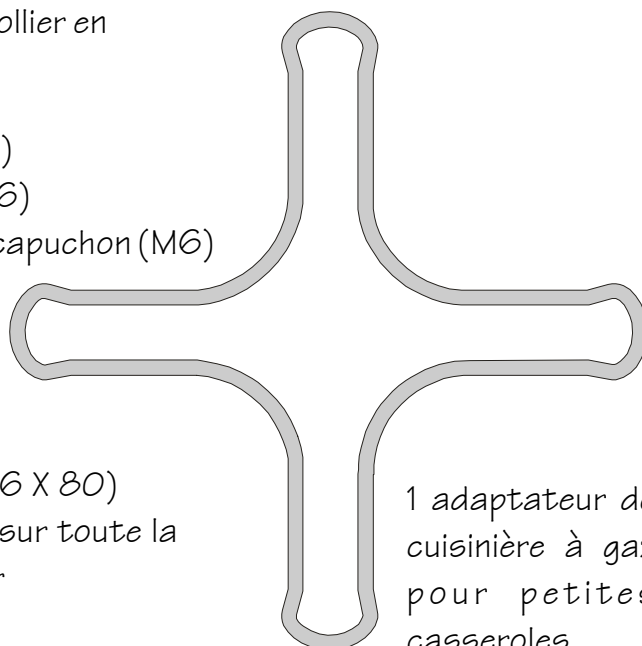 ollier en
)
6)
capuchon (M6)
6 X 80)
sur toute la
1 adaptateur de
cuisinière à gaz
pour petites
casseroles